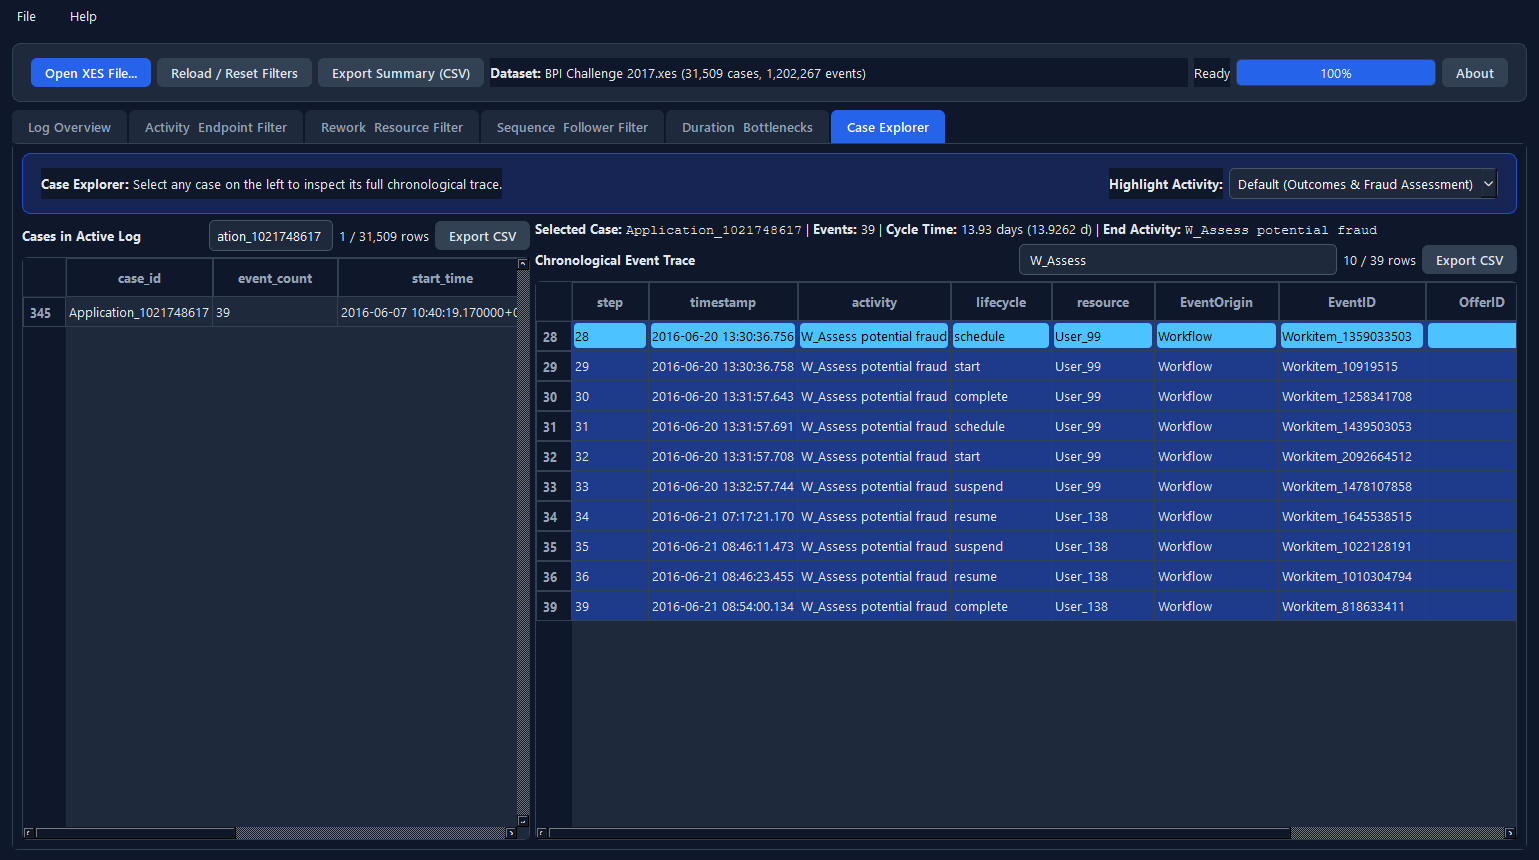 File Help
Open XES File... Reload / Reset Filters Export Summary (CSV) Dataset: BPI Challenge 2017.xes (31,509 cases, 1,202,267 events) Ready 100% About
Log Overview Activity Endpoint Filter Rework Resource Filter Sequence Follower Filter Duration Bottlenecks Case Explorer
Case Explorer: Select any case on the left to inspect its full chronological trace. Highlight Activity: Default (Outcomes & Fraud Assessment)
Cases in Active Log ation_1021748617 1 / 31,509 rows Export CSV
case_id event_count start_time
345 Application_1021748617 39 2016-06-07 10:40:19.170000+0
Selected Case: Application_1021748617 | Events: 39 | Cycle Time: 13.93 days (13.9262 d) | End Activity: W_Assess potential fraud
Chronological Event Trace W_Assess 10 / 39 rows Export CSV
step timestamp activity lifecycle resource EventOrigin EventID OfferID
28 28 2016-06-20 13:30:36.756 W_Assess potential fraud schedule User_99 Workflow Workitem_1359033503
29 29 2016-06-20 13:30:36.758 W_Assess potential fraud start User_99 Workflow Workitem_10919515
30 30 2016-06-20 13:31:57.643 W_Assess potential fraud complete User_99 Workflow Workitem_1258341708
31 31 2016-06-20 13:31:57.691 W_Assess potential fraud schedule User_99 Workflow Workitem_1439503053
32 32 2016-06-20 13:31:57.708 W_Assess potential fraud start User_99 Workflow Workitem_2092664512
33 33 2016-06-20 13:32:57.744 W_Assess potential fraud suspend User_99 Workflow Workitem_1478107858
34 34 2016-06-21 07:17:21.170 W_Assess potential fraud resume User_138 Workflow Workitem_1645538515
35 35 2016-06-21 08:46:11.473 W_Assess potential fraud suspend User_138 Workflow Workitem_1022128191
36 36 2016-06-21 08:46:23.455 W_Assess potential fraud resume User_138 Workflow Workitem_1010304794
39 39 2016-06-21 08:54:00.134 W_Assess potential fraud complete User_138 Workflow Workitem_818633411